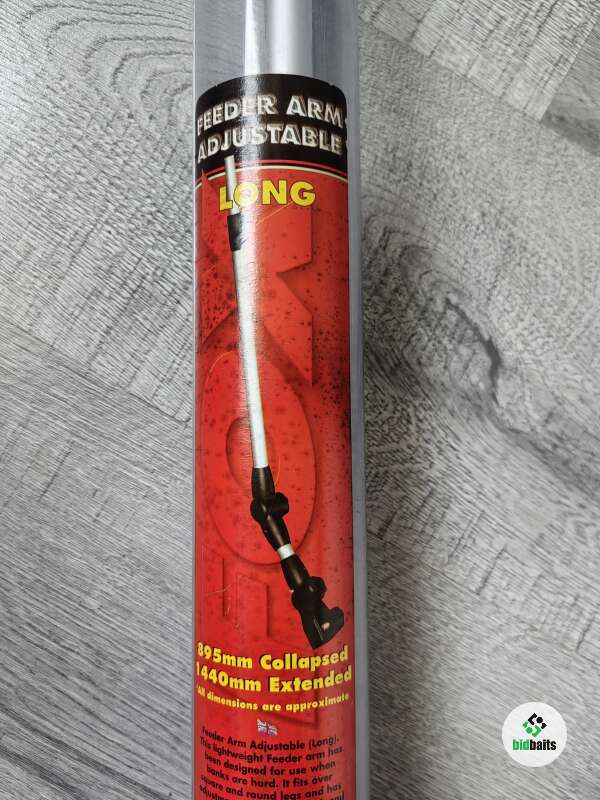 FEEDER ARM
ADJUSTABLE
LONG
FOX
895mm Collapsed
1440mm Extended
*All dimensions are approximate
Feeder Arm Adjustable (Long).
This lightweight Feeder arm has
been designed for use when
banks are hard. It fits over
square and round legs and has
and
bidbaits